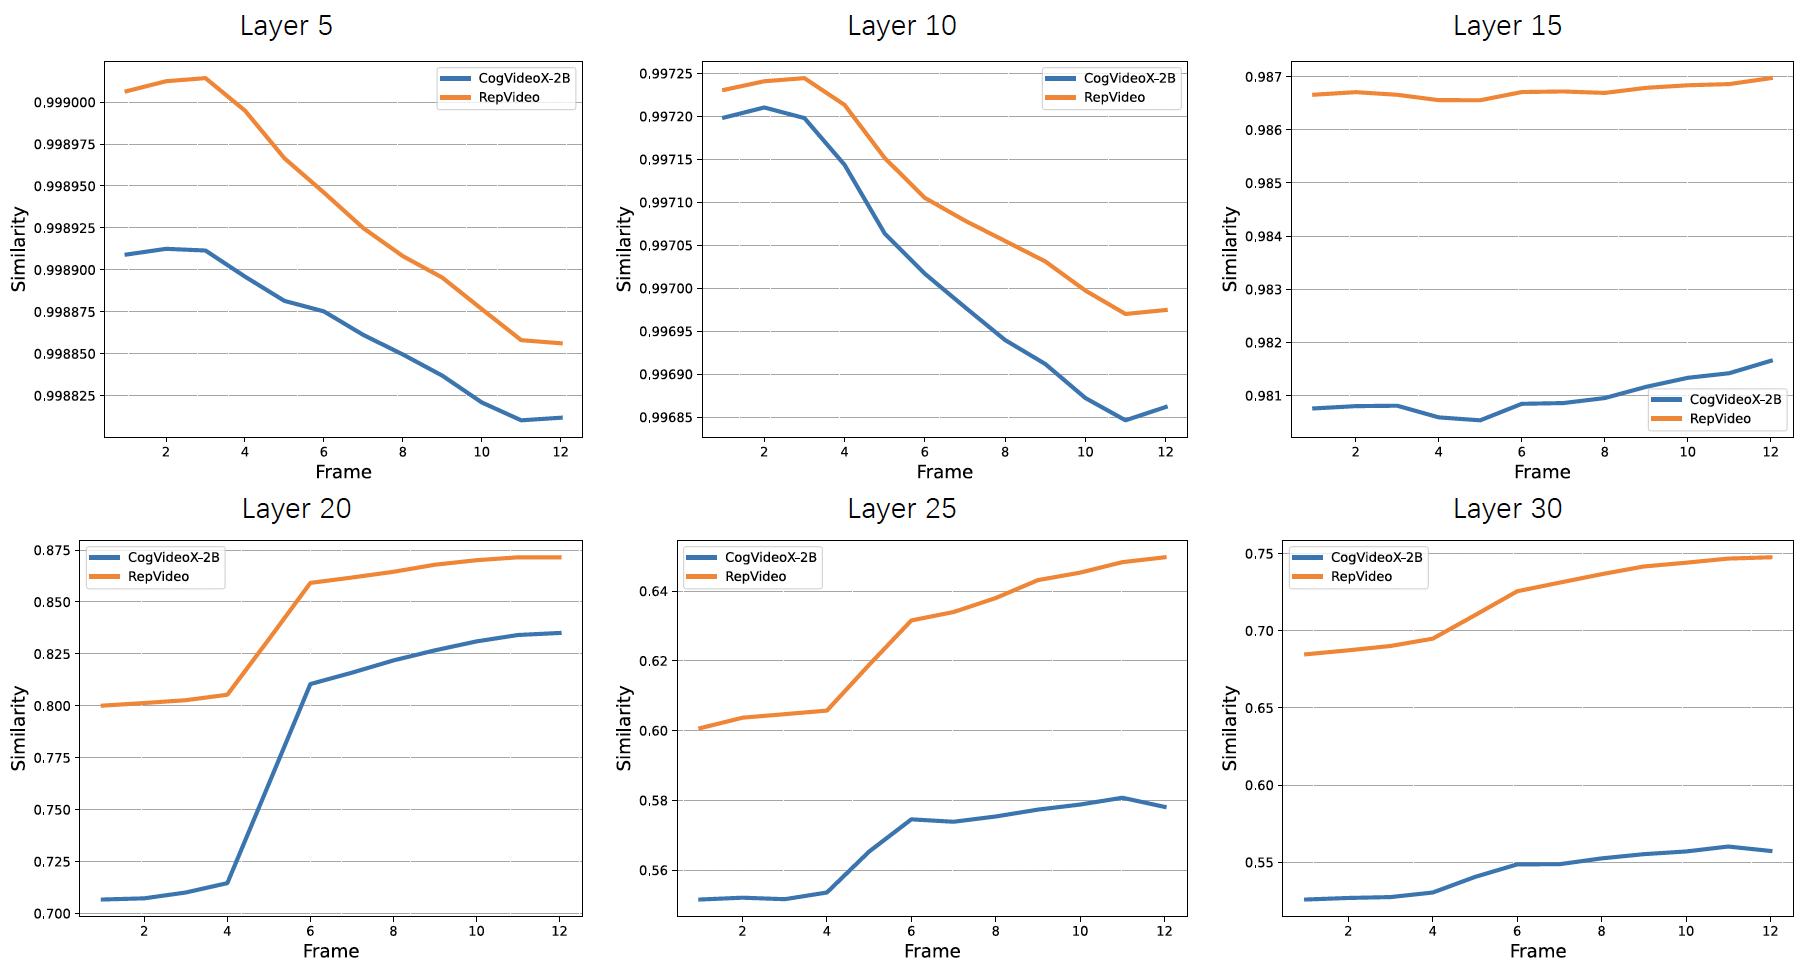 Layer 5
CogVideoX-2B
RepVideo
0.999000
0.998975
0.998950
0.998925
0.998900
0.998875
0.998850
0.998825
Similarity
2 4 6 8 10 12
Frame
Layer 10
CogVideoX-2B
RepVideo
0.99725
0.99720
0.99715
0.99710
0.99705
0.99700
0.99695
0.99690
0.99685
Similarity
2 4 6 8 10 12
Frame
Layer 15
0.987
0.986
0.985
0.984
0.983
0.982
0.981
Similarity
CogVideoX-2B
RepVideo
2 4 6 8 10 12
Frame
Layer 20
CogVideoX-2B
RepVideo
0.875
0.850
0.825
0.800
0.775
0.750
0.725
0.700
Similarity
2 4 6 8 10 12
Frame
Layer 25
CogVideoX-2B
RepVideo
0.64
0.62
0.60
0.58
0.56
Similarity
2 4 6 8 10 12
Frame
Layer 30
CogVideoX-2B
RepVideo
0.75
0.70
0.65
0.60
0.55
Similarity
2 4 6 8 10 12
Frame